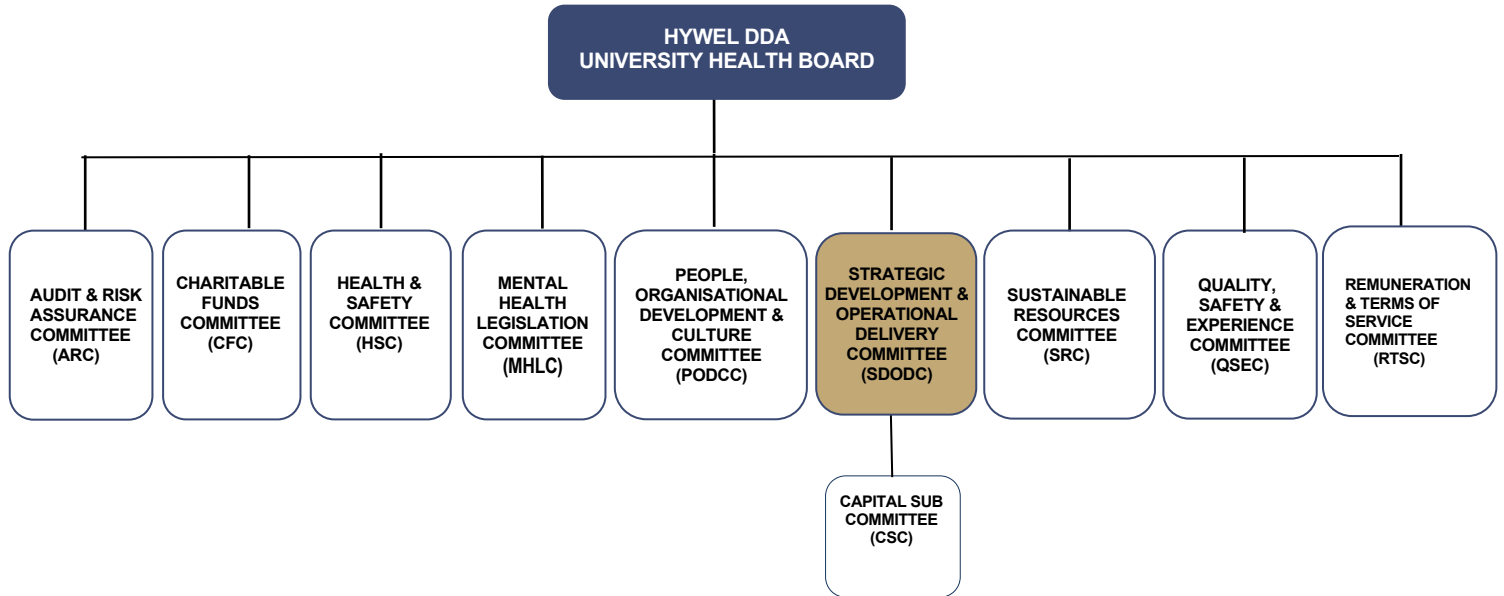 HYWEL DDA
UNIVERSITY HEALTH BOARD
AUDIT & RISK
ASSURANCE
COMMITTEE
(ARC)
CHARITABLE
FUNDS
COMMITTEE
(CFC)
HEALTH &
SAFETY
COMMITTEE
(HSC)
MENTAL
HEALTH
LEGISLATION
COMMITTEE
(MHLC)
PEOPLE,
ORGANISATIONAL
DEVELOPMENT &
CULTURE
COMMITTEE
(PODCC)
STRATEGIC
DEVELOPMENT &
OPERATIONAL
DELIVERY
COMMITTEE
(SDODC)
SUSTAINABLE
RESOURCES
COMMITTEE
(SRC)
QUALITY,
SAFETY &
EXPERIENCE
COMMITTEE
(QSEC)
REMUNERATION
& TERMS OF
SERVICE
COMMITTEE
(RTSC)
CAPITAL SUB
COMMITTEE
(CSC)